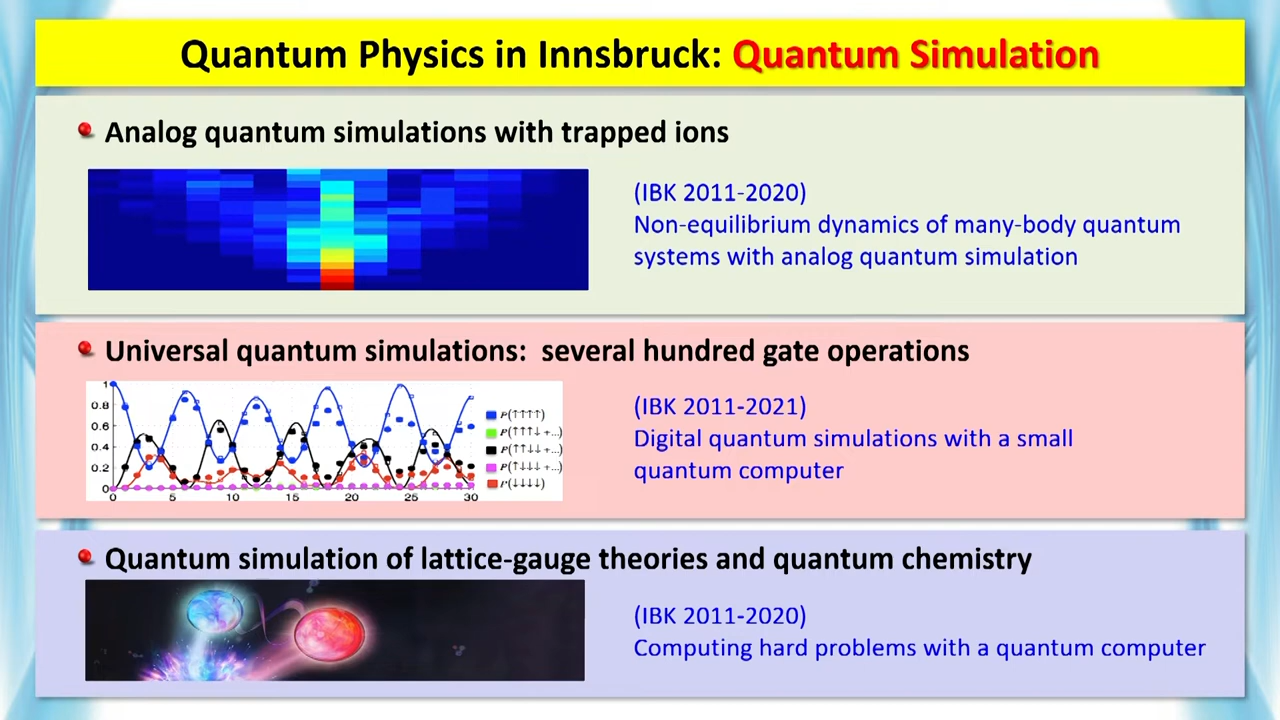 Quantum Physics in Innsbruck: Quantum Simulation
Analog quantum simulations with trapped ions
(IBK 2011-2020)
Non-equilibrium dynamics of many-body quantum
systems with analog quantum simulation
Universal quantum simulations: several hundred gate operations
1
0.8
0.6
0.4
0.2
0
0 5 10 15 20 25 30
P(↑↑↑↑)
P(↑↑↑↓+...)
P(↑↑↓↓+...)
P(↑↓↓↓+...)
P(↓↓↓↓)
(IBK 2011-2021)
Digital quantum simulations with a small
quantum computer
Quantum simulation of lattice-gauge theories and quantum chemistry
(IBK 2011-2020)
Computing hard problems with a quantum computer